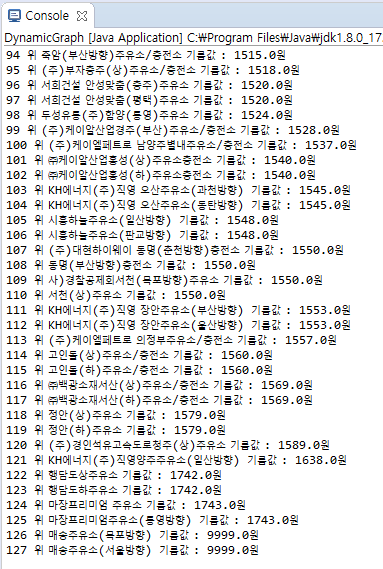 Console
DynamicGraph [Java Application] C:₩Program Files₩Java₩jdk1.8.0_17
94 위 죽암(부산방향)주유소/충전소 기름값 : 1515.0원
95 위 (주)부자충주(상)주유소/충전소 기름값 : 1518.0원
96 위 서희건설 안성맞춤(충주)주유소 기름값 : 1520.0원
97 위 서희건설 안성맞춤(평택)주유소 기름값 : 1520.0원
98 위 두성유통(주)함양(통영)주유소 기름값 : 1524.0원
99 위 (주)케이알산업경주(부산)주유소/ 기름값 : 1528.0원
100 위 (주)케이엘페트로 남양주별내주유소/ 기름값 : 1537.0원
101 위 ㈜케이알산업홍성(상)주유소충전소 기름값 : 1540.0원
102 위 ㈜케이알산업홍성(하)주유소충전소 기름값 : 1540.0원
103 위 KH에너지(주)직영 오산주유소(과천방향) 기름값 : 1545.0원
104 위 KH에너지(주)직영 오산주유소(동탄방향) 기름값 : 1545.0원
105 위 시흥하늘주유소(일산방향) 기름값 : 1548.0원
106 위 시흥하늘주유소(판교방향) 기름값 : 1548.0원
107 위 (주)대현하이웨이 동명(춘천방향)충전소 기름값 : 1550.0원
108 위 동명(부산방향)충전소 기름값 : 1550.0원
109 위 사)경찰공제회서천(목포방향)주유소 기름값 : 1550.0원
110 위 서천(상)주유소 기름값 : 1550.0원
111 위 KH에너지(주)직영 장안주유소(부산방향) 기름값 : 1553.0원
112 위 KH에너지(주)직영 장안주유소(울산방향) 기름값 : 1553.0원
113 위 (주)케이엘페트로 의정부주유소/ 기름값 : 1557.0원
114 위 고인돌(상)주유소/충전소 기름값 : 1560.0원
115 위 고인돌(하)주유소/충전소 기름값 : 1560.0원
116 위 ㈜백광소재서산(상)주유소/충전소 기름값 : 1569.0원
117 위 ㈜백광소재서산(하)주유소/충전소 기름값 : 1569.0원
118 위 정안(상)주유소 기름값 : 1579.0원
119 위 정안(하)주유소 기름값 : 1579.0원
120 위 (주)경인석유고속도로청주(상)주유소 기름값 : 1589.0원
121 위 KH에너지(주)직영양주주유소(일산방향) 기름값 : 1638.0원
122 위 행담도상주유소 기름값 : 1742.0원
123 위 행담도하주유소 기름값 : 1742.0원
124 위 마장프리미엄 주유소 기름값 : 1743.0원
125 위 마장프리미엄주유소(통영방향) 기름값 : 1743.0원
126 위 매송주유소(목포방향) 기름값 : 9999.0원
127 위 매송주유소(서울방향) 기름값 : 9999.0원